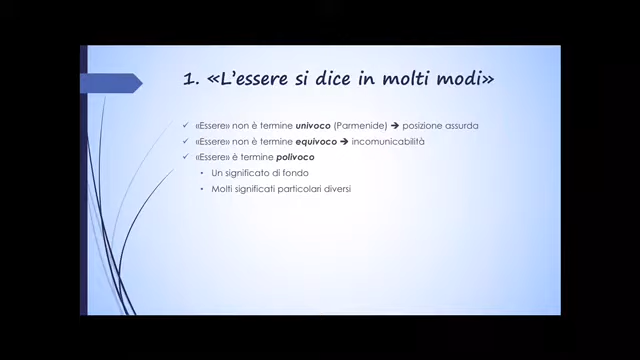 1. «L'essere si dice in molti modi»
✓ «Essere» non è termine univoco (Parmenide) ➔ posizione assurda
✓ «Essere» non è termine equivoco ➔ incomunicabilità
✓ «Essere» è termine polivoco
• Un significato di fondo
• Molti significati particolari diversi